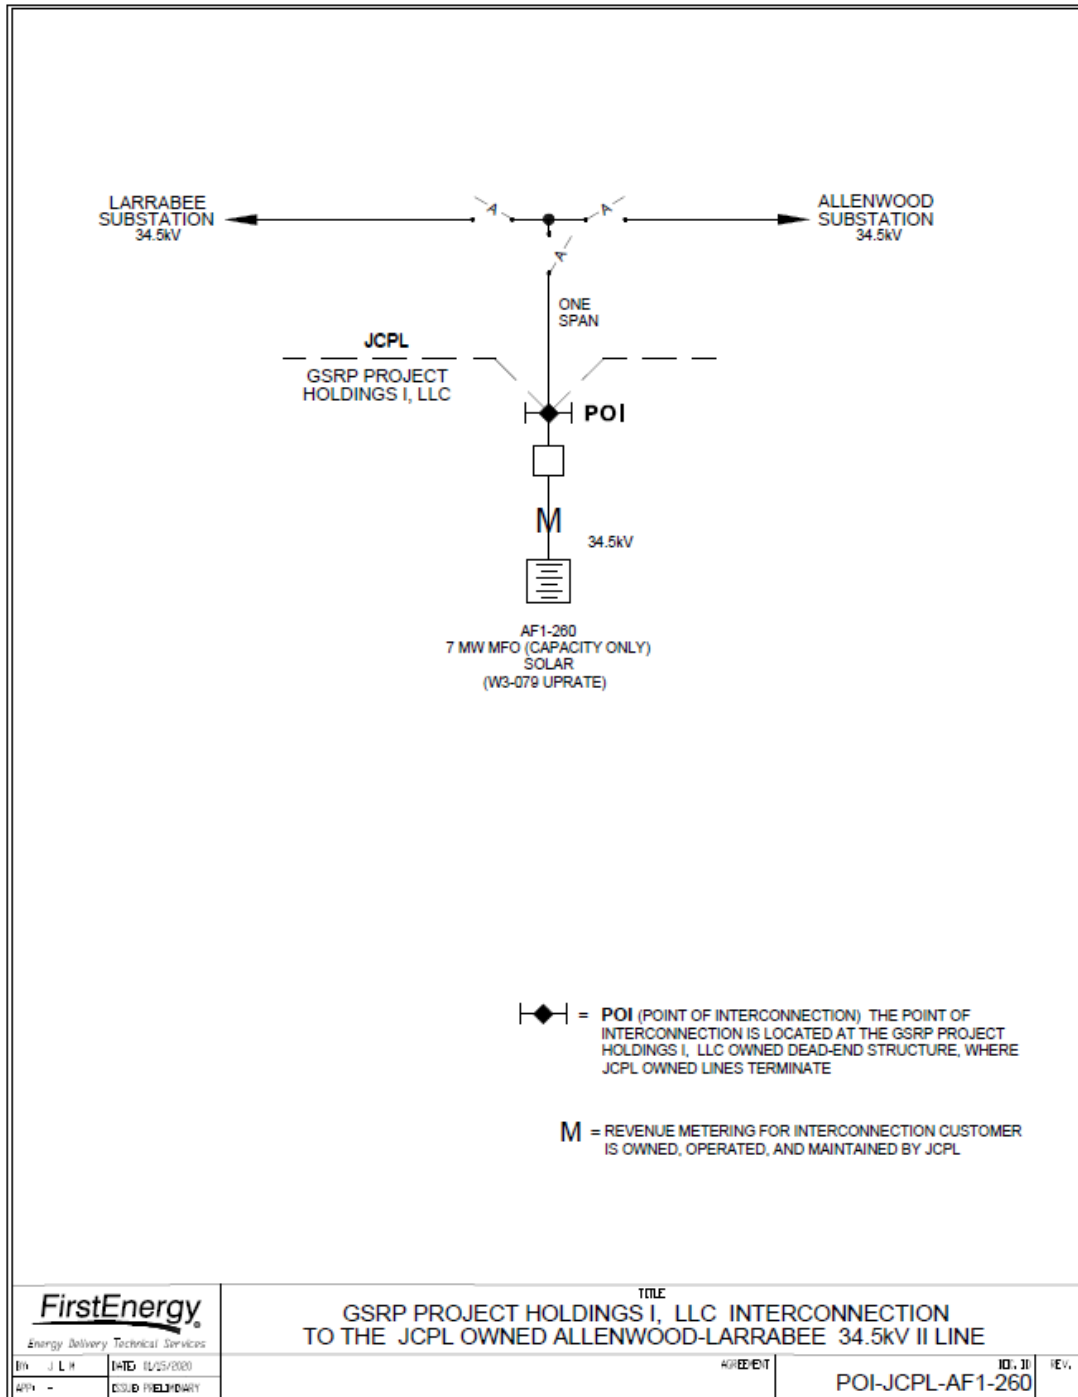 LARRABEE
SUBSTATION
34.5kV
A
A
ALLENWOOD
SUBSTATION
34.5kV
A
ONE
SPAN
JCPL
GSRP PROJECT
HOLDINGS I, LLC
POI
M
34.5kV
AF1-260
7 MW MFO (CAPACITY ONLY)
SOLAR
(W3-079 UPRATE)
= POI (POINT OF INTERCONNECTION) THE POINT OF
INTERCONNECTION IS LOCATED AT THE GSRP PROJECT
HOLDINGS I, LLC OWNED DEAD-END STRUCTURE, WHERE
JCPL OWNED LINES TERMINATE
M = REVENUE METERING FOR INTERCONNECTION CUSTOMER
IS OWNED, OPERATED, AND MAINTAINED BY JCPL
FirstEnergy
Energy Delivery Technical Services
TITLE
GSRP PROJECT HOLDINGS I, LLC INTERCONNECTION
TO THE JCPL OWNED ALLENWOOD-LARRABEE 34.5kV II LINE
BY: J L M
DATE: 01/15/2020
APP: -
ISSUED PRELIMINARY
AGREEMENT
POI-JCPL-AF1-260
REV.